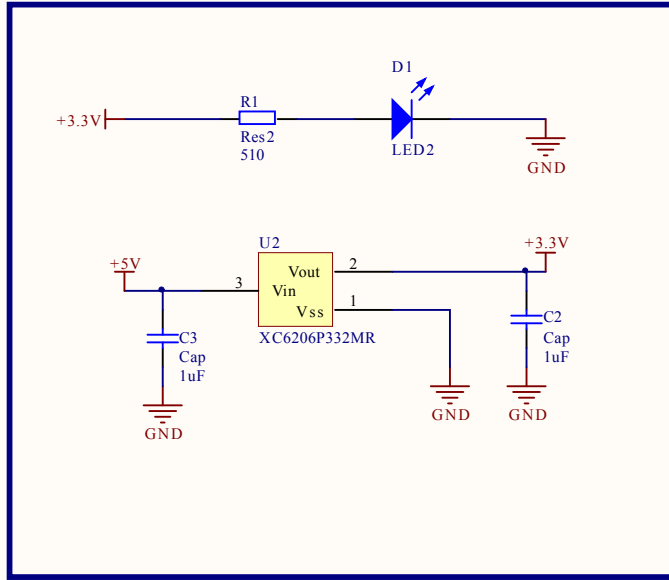 D1
R1
+3.3V
Res2
510
LED2
GND
U2
+3.3V
+5V
2
Vout
3
Vin
1
Vss
C3
C2
XC6206P332MR
Cap
Cap
1uF
1uF
GND
GND
GND